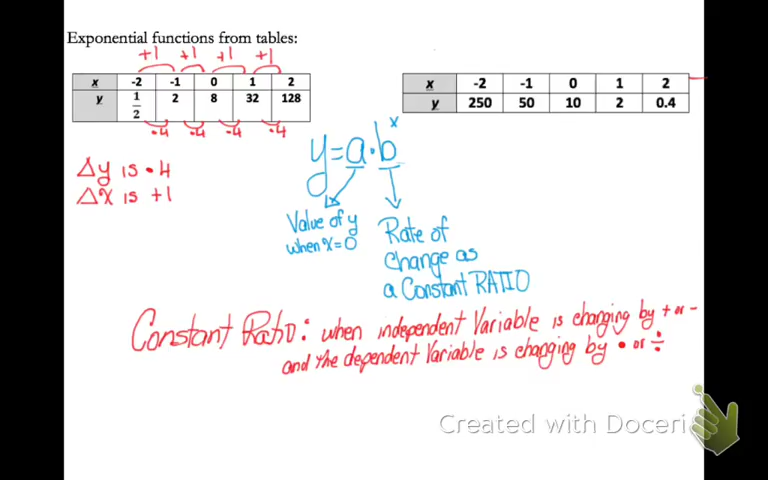 Exponential functions from tables:
+1 +1 +1 +1
x -2 -1 0 1 2
y 1/2 2 8 32 128
•4 •4 •4 •4
x -2 -1 0 1 2
y 250 50 10 2 0.4
Δy is •4
Δx is +1
y=a•b^x
Value of y
when x=0
Rate of
change as
a Constant RATIO
Constant Ratio: when independent Variable is changing by + or -
and the dependent Variable is changing by • or ÷
Created with Doceri